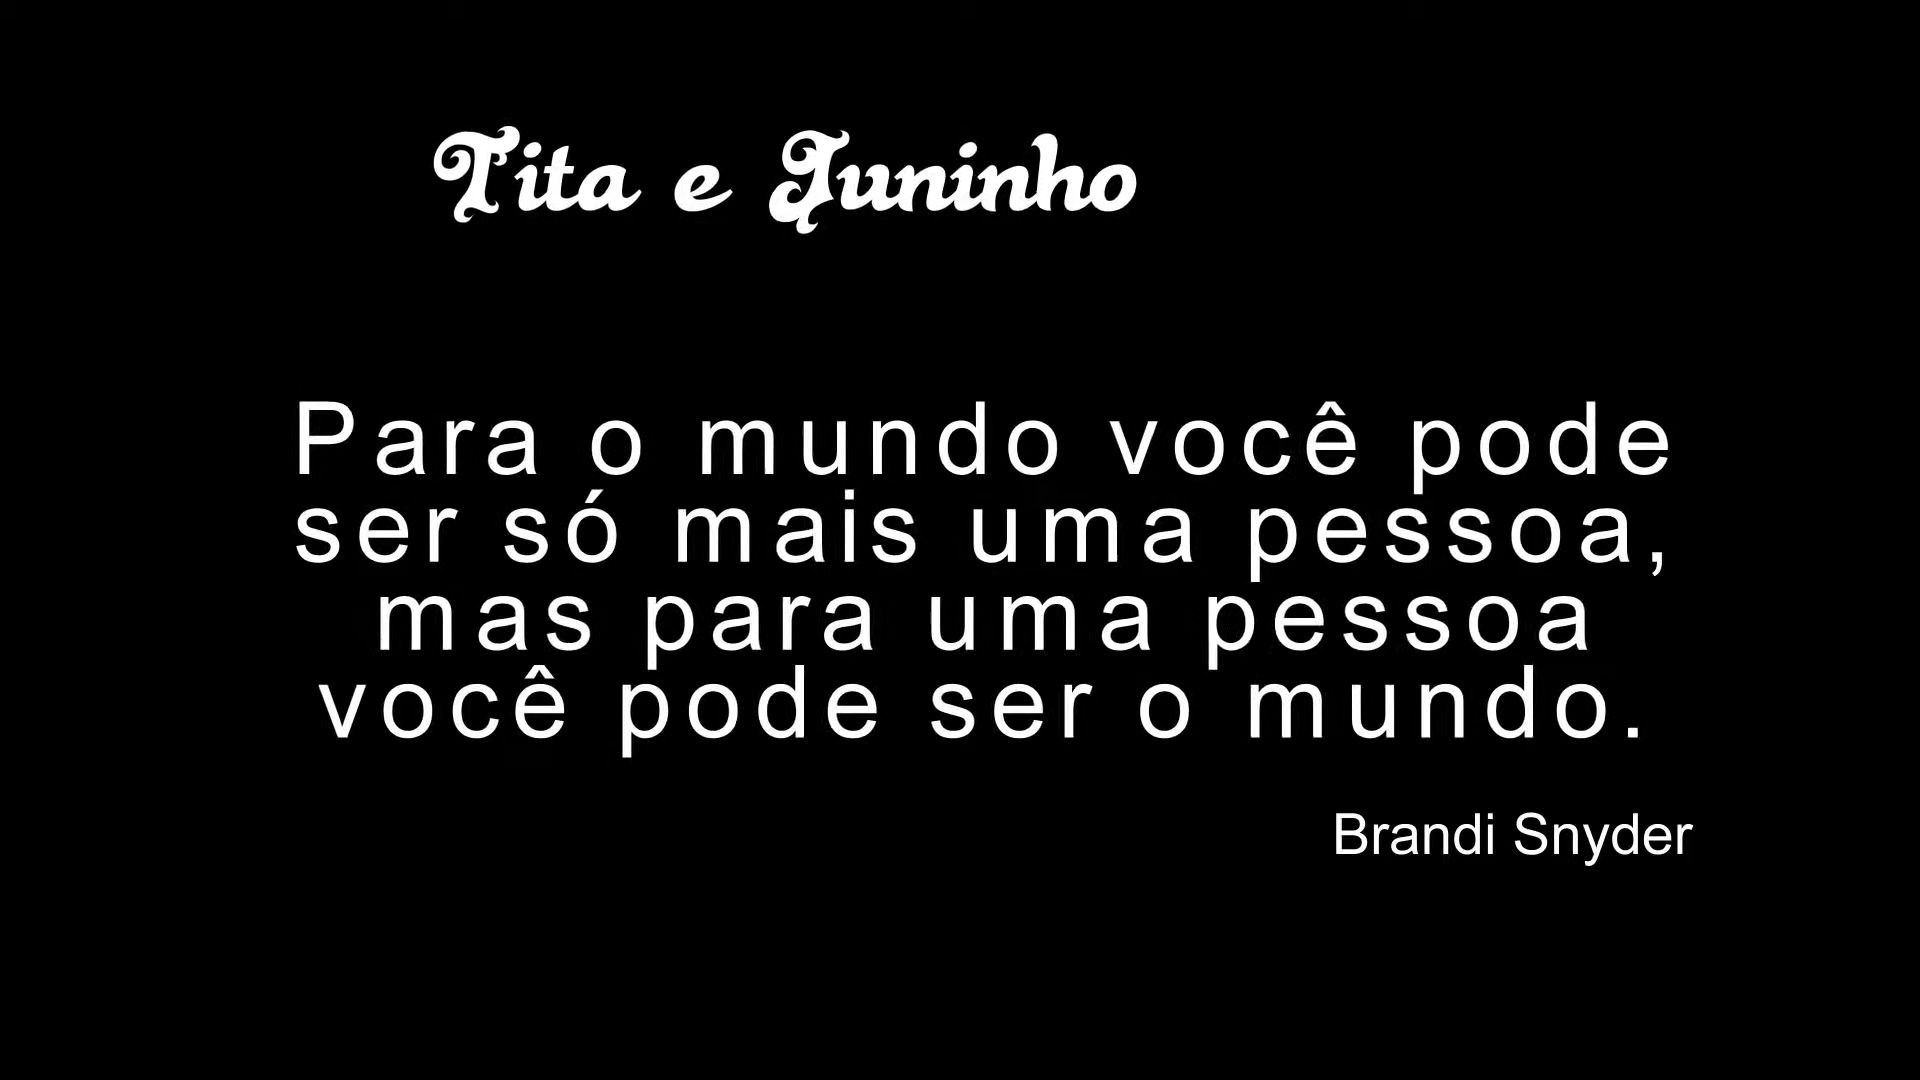 Tita e Juninho
Para o mundo você pode
ser só mais uma pessoa,
mas para uma pessoa
você pode ser o mundo.
Brandi Snyder